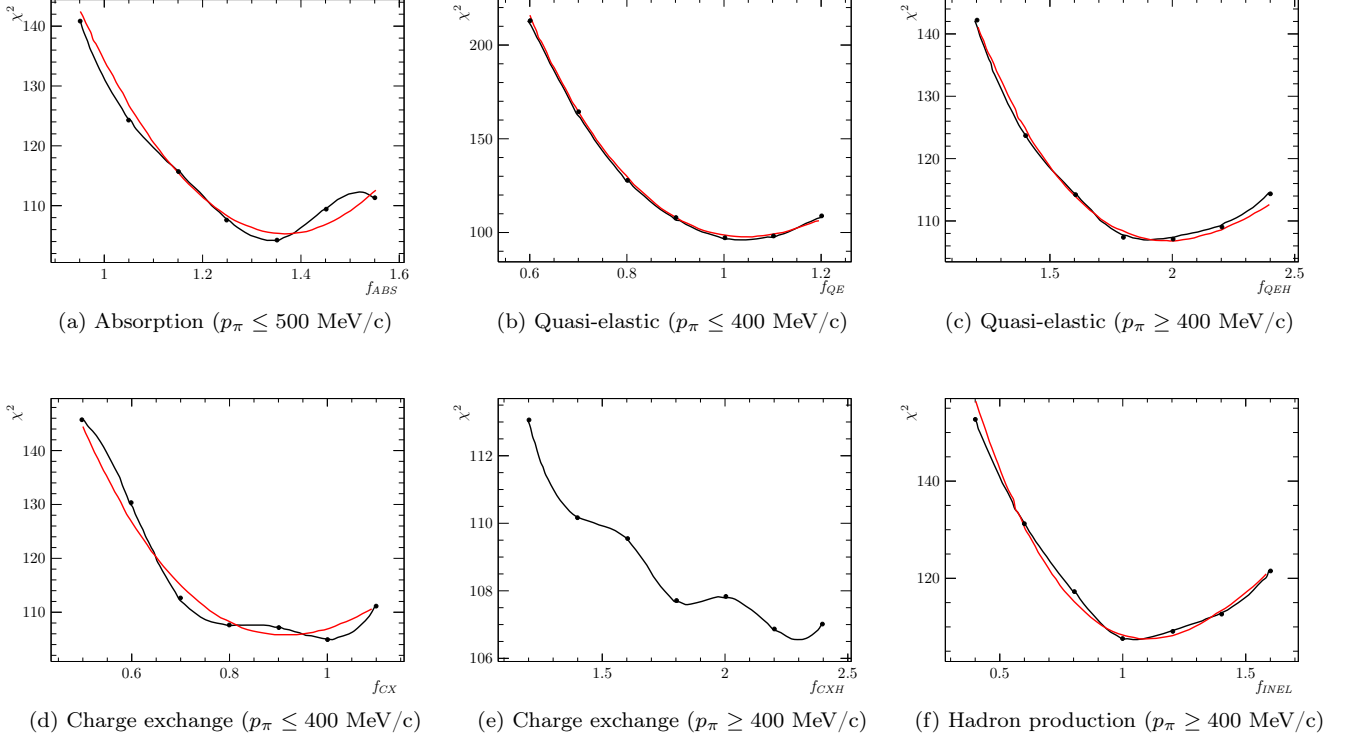 χ²
140
130
120
110
1
1.2
1.4
1.6
f_ABS
(a) Absorption (p_π ≤ 500 MeV/c)
χ²
200
150
100
0.6
0.8
1
1.2
f_QE
(b) Quasi-elastic (p_π ≤ 400 MeV/c)
χ²
140
130
120
110
1.5
2
2.5
f_QEH
(c) Quasi-elastic (p_π ≥ 400 MeV/c)
χ²
140
130
120
110
0.6
0.8
1
f_CX
(d) Charge exchange (p_π ≤ 400 MeV/c)
χ²
112
110
108
106
1.5
2
2.5
f_CXH
(e) Charge exchange (p_π ≥ 400 MeV/c)
χ²
140
120
0.5
1
1.5
f_INEL
(f) Hadron production (p_π ≥ 400 MeV/c)